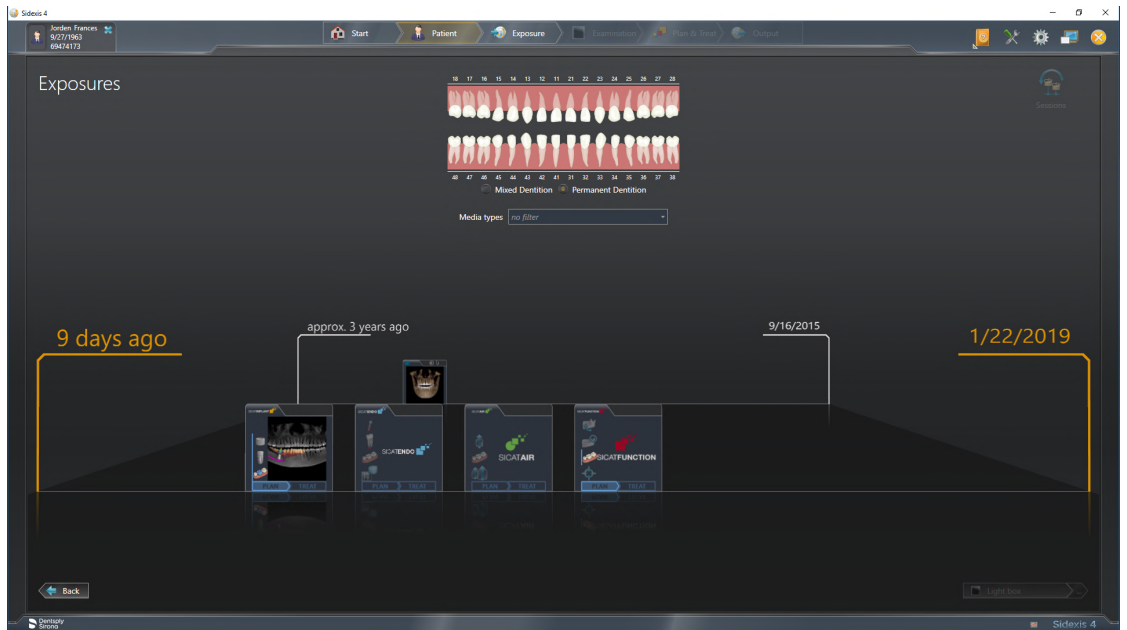 Sidexis 4
Jorden Frances
9/27/1963
69474173
Start
Patient
Exposure
Examination
Plan & Treat
Output
Exposures
Sessions
18 17 16 15 14 13 12 11 21 22 23 24 25 26 27 28
48 47 46 45 44 43 42 41 31 32 33 34 35 36 37 38
Mixed Dentition Permanent Dentition
Media types no filter
9 days ago
approx. 3 years ago
9/16/2015
1/22/2019
SICATIMPLANT
SICATENDO
SICATAIR
SICATFUNCTION
SICATENDO
SICATAIR
SICATFUNCTION
PLAN TREAT
PLAN TREAT
PLAN TREAT
PLAN TREAT
Back
Light box
Dentsply
Sirona
Sidexis 4